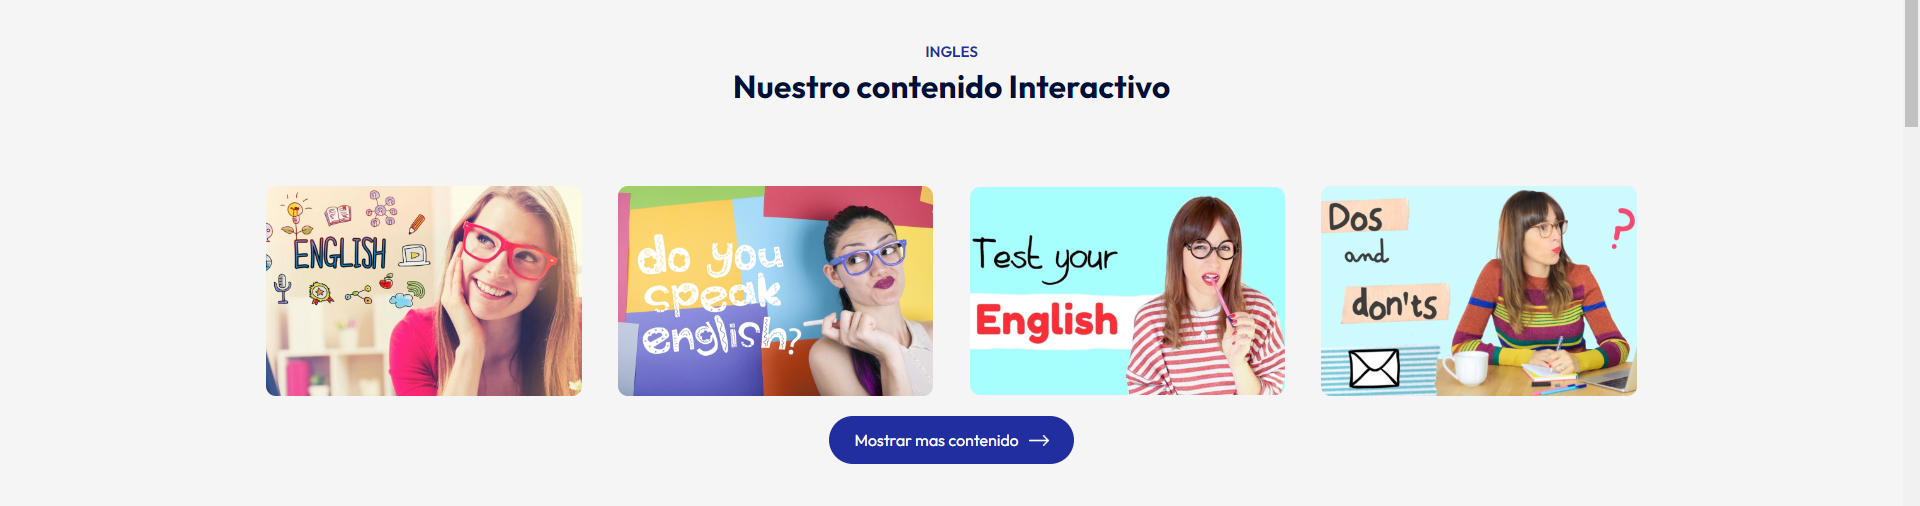 INGLES
Nuestro contenido Interactivo
ENGLISH
do you
speak
english?
Test your
English
Dos
and
don'ts
?
Mostrar mas contenido